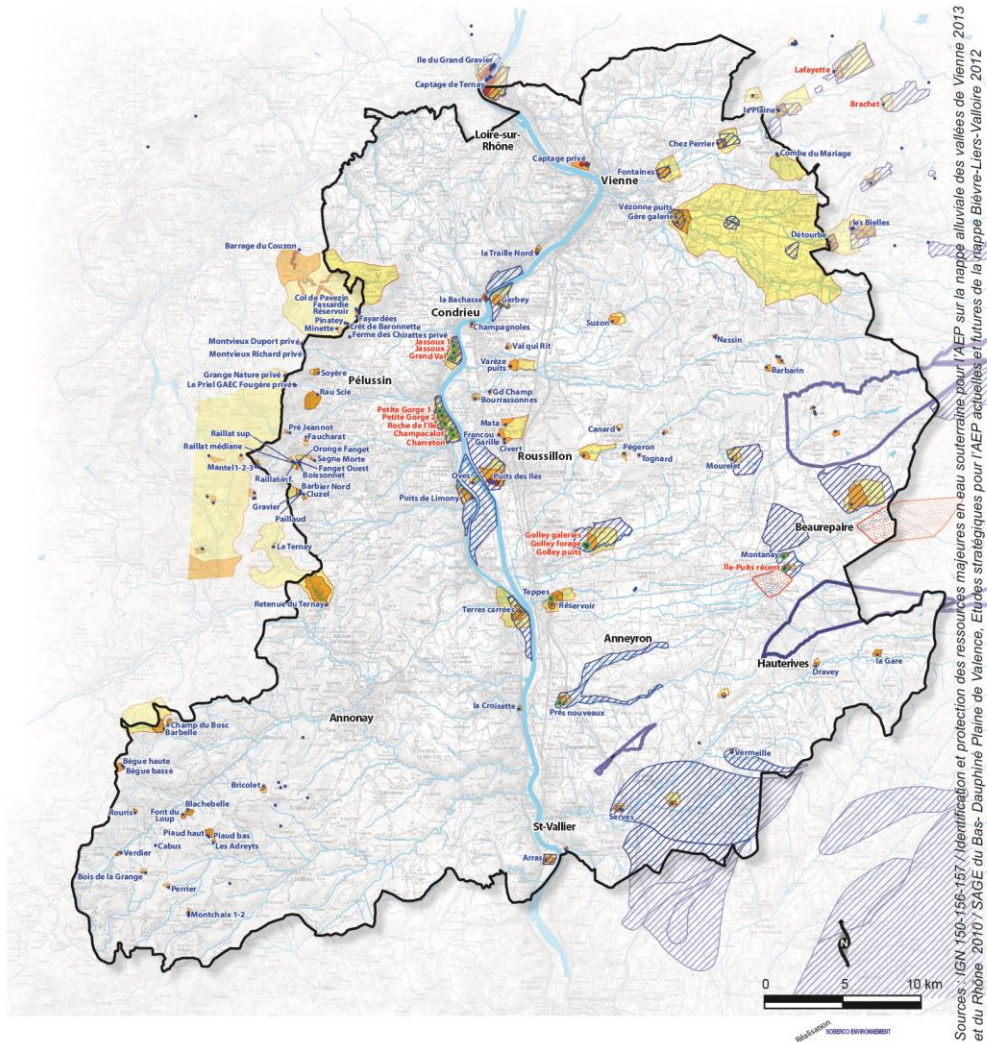 Ile du Grand Gravier
Captage de Ternay
Lafayette
Brachet
la Plaine
Loire-sur-
Rhône
Chez Perrier
Combe du Mariage
Captage privé
Vienne
Fontaines
Vézonne puits
Gère galerie
les Bielles
Détourbe
Barrage du Couzon
la Traille Nord
Col de Pavezin
Fassardie
Réservoir
Pinatey
Minette
Fayardées
Crêt de Baronnette
Ferme des Chirattes privé
la Bachasse
Gerbey
Condrieu
Champagnoles
Suzon
Jassoux 1
Jassoux 2
Grand Val
Val qui Rit
Nassin
Montvieux Duport privé
Montvieux Richard privé
Varèze
puits
Barbarin
Grange Nature privé
Le Priel GAEC Fougère privé
Soyère
Pélussin
Rau Scie
Gd Champ
Bourrassonnes
Petite Gorge 1
Petite Gorge 2
Roche de l'Ile
Champacalot
Charreton
Mata
Francou
Garille
Civert
Canard
Pré Jeannot
Faucharat
Raillat sup.
Raillat médiane
Mantel1-2-3
Raillat inf.
Oronge Fanget
Sagne Morte
Fanget Ouest
Boissonnet
Barbier Nord
Cluzel
Gravier
Paillaud
Roussillon
Pégeron
Tognard
Mourelet
Oves
Puits des Iles
Puits de Limony
Beaurepaire
Golley galeries
Golley forage
Golley puits
Le Ternay
Montanay
Ile-Puits récent
Retenue du Ternay
Teppes
Réservoir
Terres carrées
Anneyron
Hauterives
la Gare
Dravey
la Croisette
Prés nouveaux
Annonay
Champ du Bosc
Barbelle
Vermeille
Bègue haute
Bègue basse
Bricolet
Rouris
Font du
Loup
Blachebelle
Serves
St-Vallier
Piaud haut
Piaud bas
Les Adreyts
Cabus
Verdier
Arras
Bois de la Grange
Perrier
Montchaix 1-2
N
0 5 10 km
Réalisation SOBERCO ENVIRONNEMENT
Sources : IGN 150-156-157 / Identification et protection des ressources majeures en eau souterraine pour l'AEP sur la nappe alluviale des vallées de Vienne 2013
et du Rhône 2010 / SAGE du Bas- Dauphiné Plaine de Valence, Etudes stratégiques pour l'AEP actuelles et futures de la nappe Bièvre-Liers-Valloire 2012